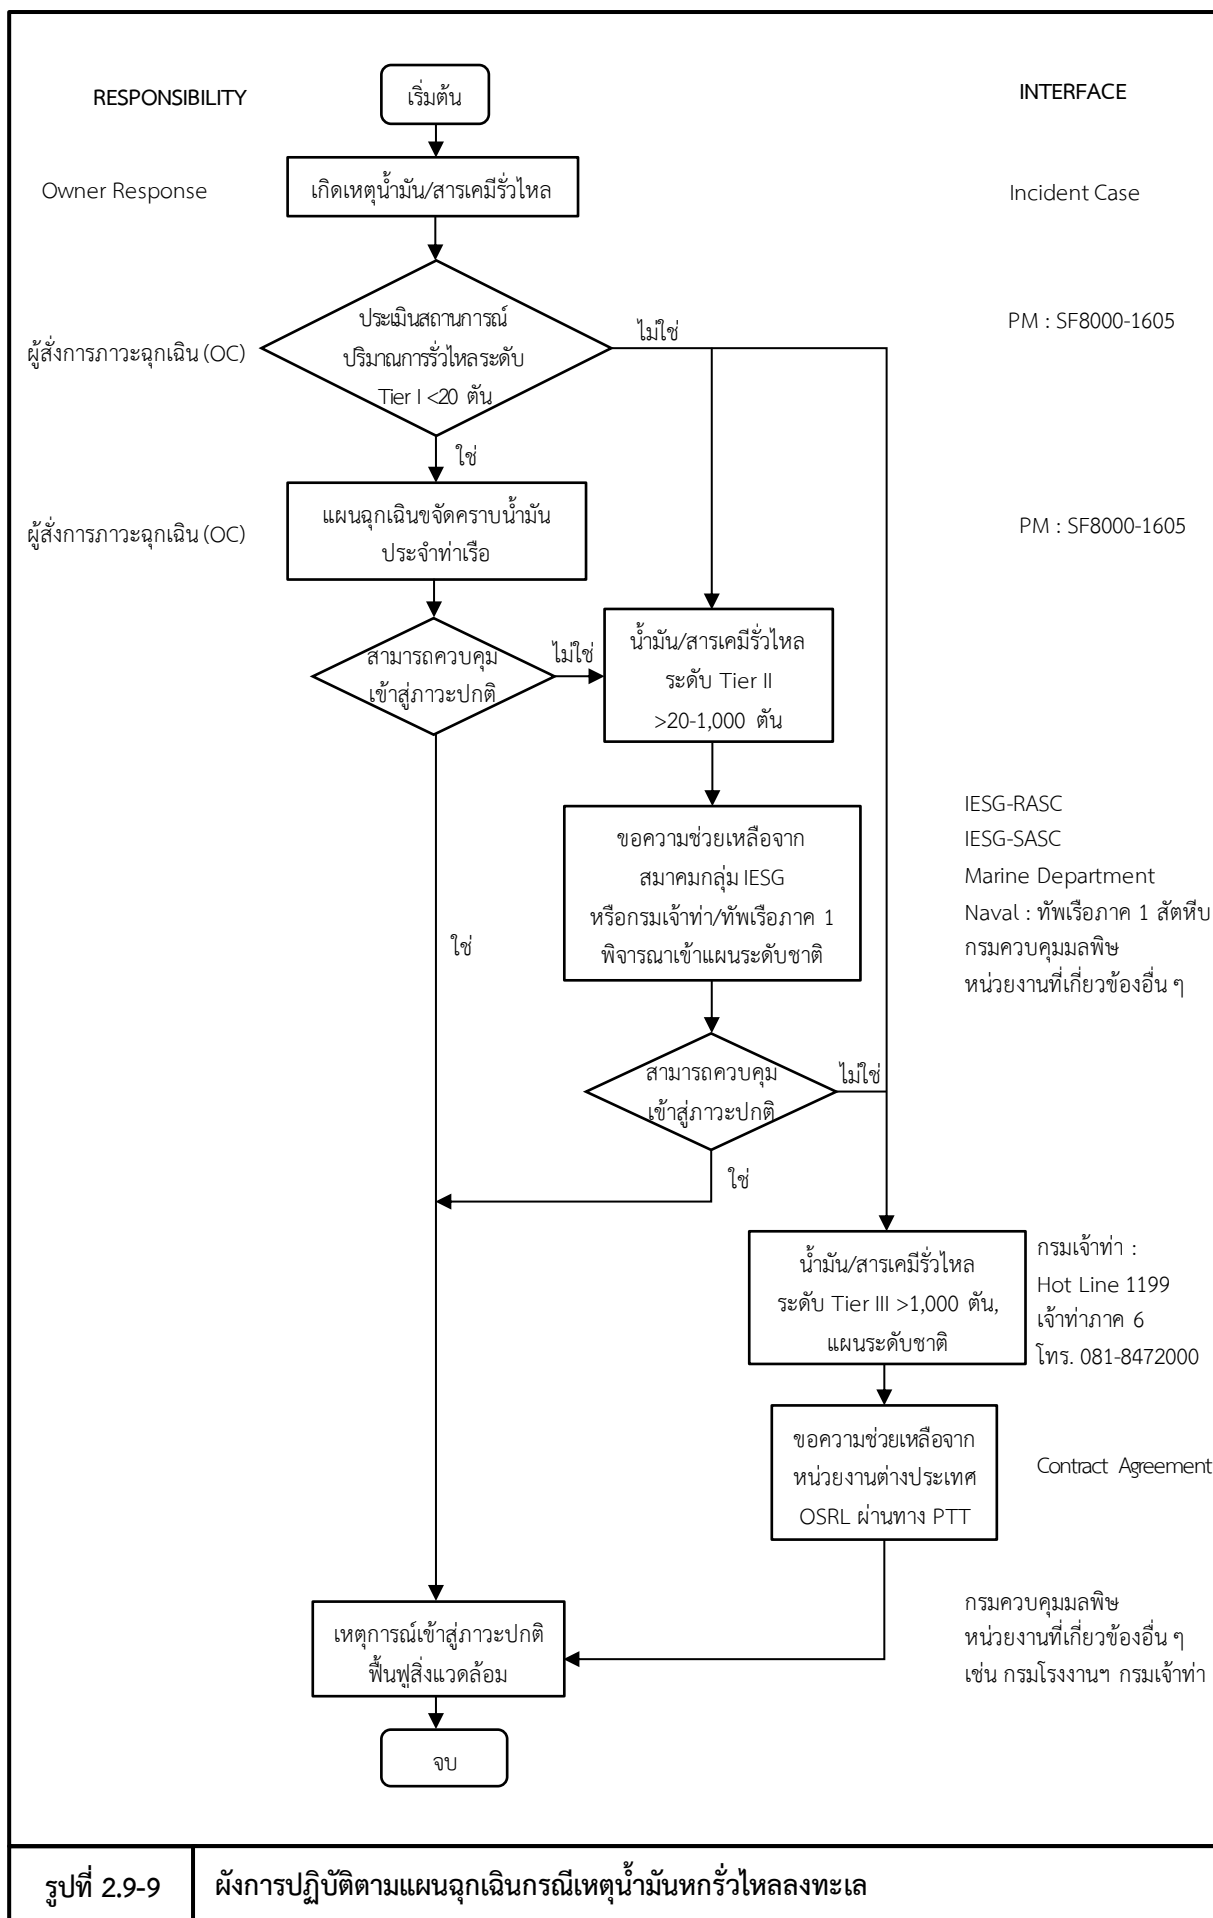 RESPONSIBILITY
เริ่มต้น
INTERFACE
Owner Response
เกิดเหตุน้ำมัน/สารเคมีรั่วไหล
Incident Case
ผู้สั่งการภาวะฉุกเฉิน (OC)
ประเมินสถานการณ์
ปริมาณการรั่วไหลระดับ
Tier I <20 ตัน
ไม่ใช่
PM : SF8000-1605
ใช่
ผู้สั่งการภาวะฉุกเฉิน (OC)
แผนฉุกเฉินขจัดคราบน้ำมัน
ประจำท่าเรือ
PM : SF8000-1605
สามารถควบคุม
เข้าสู่ภาวะปกติ
ไม่ใช่
น้ำมัน/สารเคมีรั่วไหล
ระดับ Tier II
>20-1,000 ตัน
ใช่
ขอความช่วยเหลือจาก
สมาคมกลุ่ม IESG
หรือกรมเจ้าท่า/ทัพเรือภาค 1
พิจารณาเข้าแผนระดับชาติ
IESG-RASC
IESG-SASC
Marine Department
Naval : ทัพเรือภาค 1 สัตหีบ
กรมควบคุมมลพิษ
หน่วยงานที่เกี่ยวข้องอื่น ๆ
สามารถควบคุม
เข้าสู่ภาวะปกติ
ไม่ใช่
ใช่
น้ำมัน/สารเคมีรั่วไหล
ระดับ Tier III >1,000 ตัน,
แผนระดับชาติ
กรมเจ้าท่า :
Hot Line 1199
เจ้าท่าภาค 6
โทร. 081-8472000
ขอความช่วยเหลือจาก
หน่วยงานต่างประเทศ
OSRL ผ่านทาง PTT
Contract Agreement
เหตุการณ์เข้าสู่ภาวะปกติ
ฟื้นฟูสิ่งแวดล้อม
กรมควบคุมมลพิษ
หน่วยงานที่เกี่ยวข้องอื่น ๆ
เช่น กรมโรงงานฯ กรมเจ้าท่า
จบ
รูปที่ 2.9-9
ผังการปฏิบัติตามแผนฉุกเฉินกรณีเหตุน้ำมันหกรั่วไหลลงทะเล